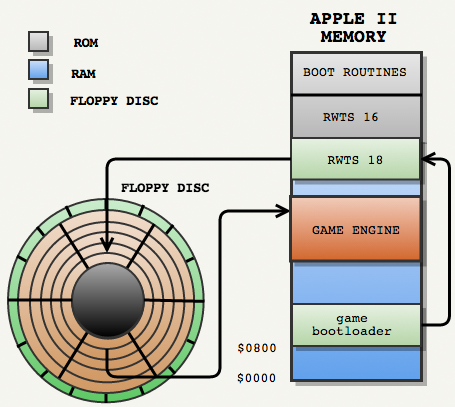 APPLE II
MEMORY
ROM
RAM
FLOPPY DISC
BOOT ROUTINES
RWTS 16
RWTS 18
FLOPPY DISC
GAME ENGINE
game
bootloader
$0800
$0000